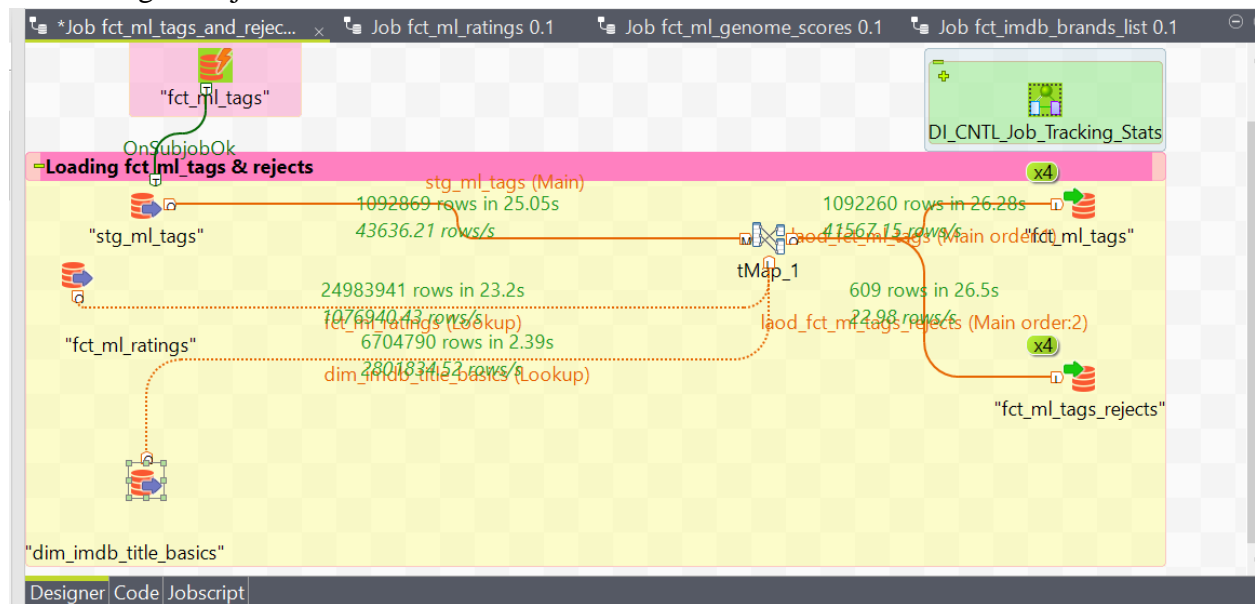 *Job fct_ml_tags_and_rejec... Job fct_ml_ratings 0.1 Job fct_ml_genome_scores 0.1 Job fct_imdb_brands_list 0.1
"fct_ml_tags"
DI_CNTL_Job_Tracking_Stats
OnSubjobOk
Loading fct_ml_tags & rejects
x4
stg_ml_tags (Main)
1092869 rows in 25.05s
43636.21 rows/s
1092260 rows in 26.28s
41567.15 rows/s
laod_fct_ml_tags (Main order:1)
"stg_ml_tags"
"fct_ml_tags"
tMap_1
24983941 rows in 23.2s
1076940.43 rows/s
fct_ml_ratings (Lookup)
609 rows in 26.5s
22.98 rows/s
laod_fct_ml_tags_rejects (Main order:2)
"fct_ml_ratings"
6704790 rows in 2.39s
2801834.52 rows/s
dim_imdb_title_basics (Lookup)
x4
"fct_ml_tags_rejects"
"dim_imdb_title_basics"
Designer Code Jobscript